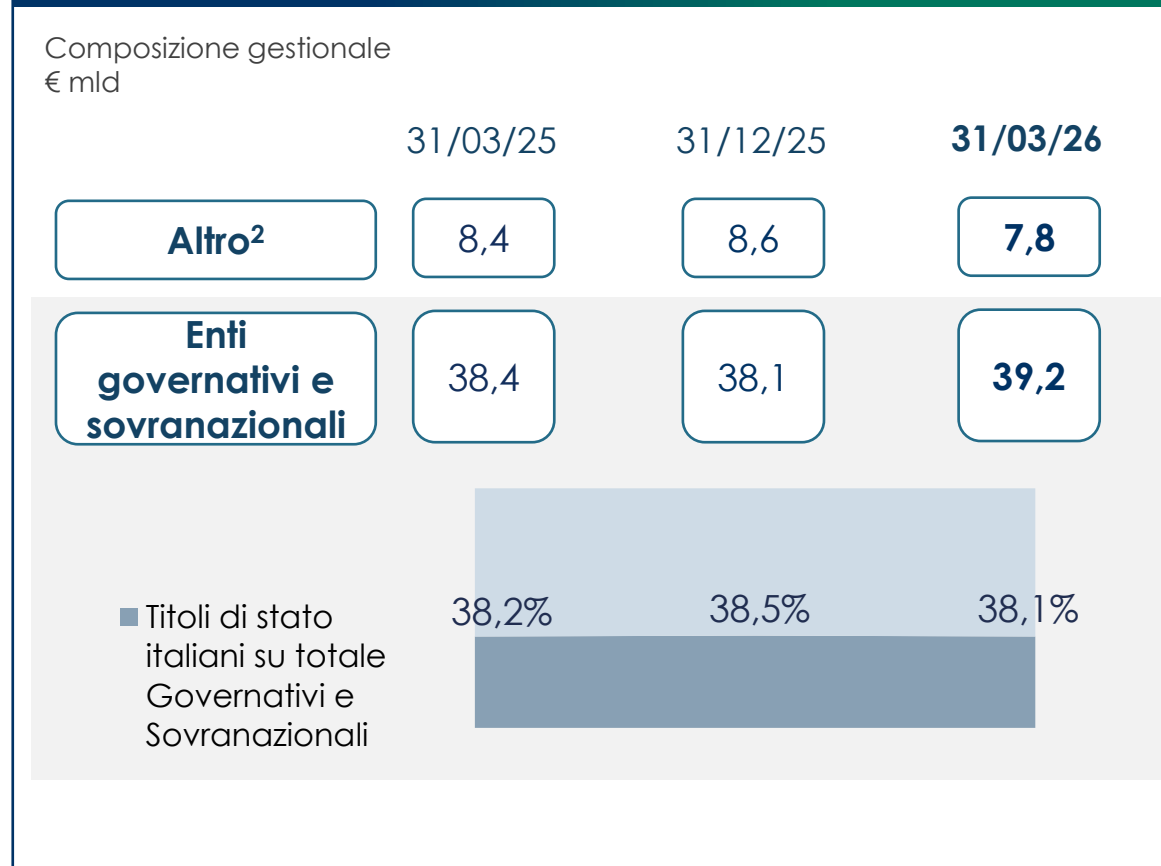 Composizione gestionale
€ mld
31/03/25 31/12/25 31/03/26
Altro² 8,4 8,6 7,8
Enti
governativi e
sovranazionali
38,4 38,1 39,2
38,2% 38,5% 38,1%
Titoli di stato
italiani su totale
Governativi e
Sovranazionali